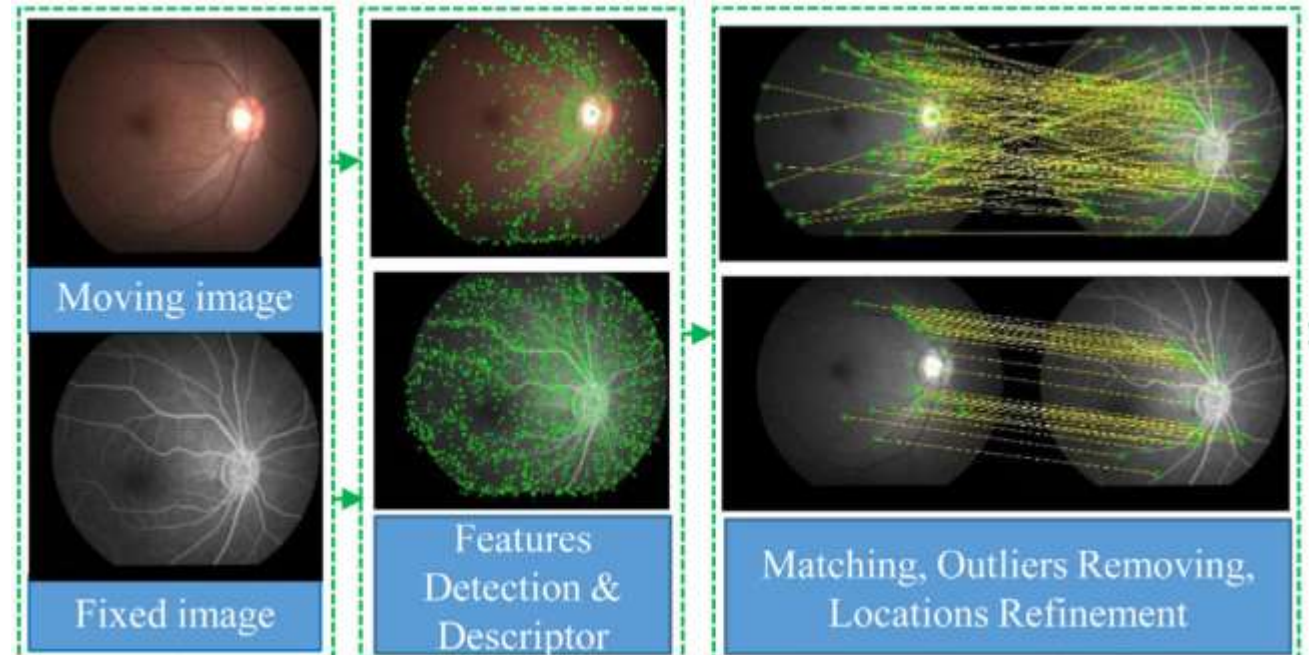 Moving image
Fixed image
Features
Detection &
Descriptor
Matching, Outliers Removing,
Locations Refinement